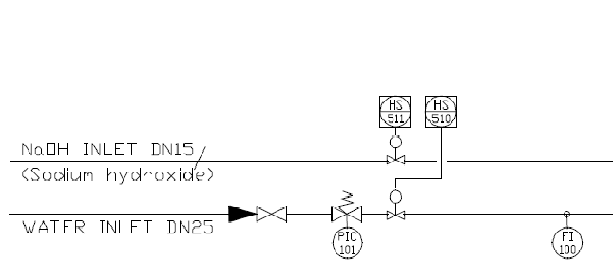 HS
511
HS
510
NaOH INLET DN15
(Sodium hydroxide)
WATER INLET DN25
PIC
101
FI
100